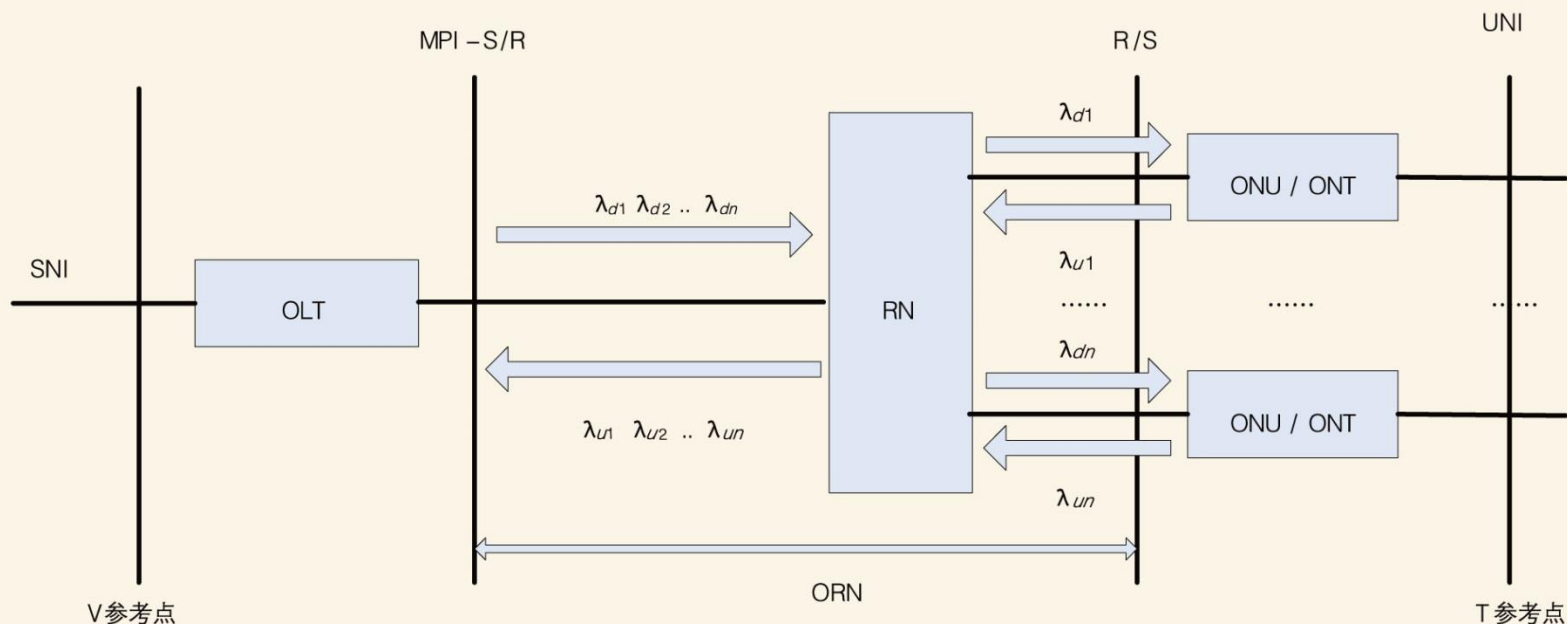 UNI
MPI-S/R
R/S
λd1
ONU / ONT
λd1 λd2 .. λdn
SNI
λu1
OLT
RN
......
......
......
λdn
ONU / ONT
λu1 λu2 .. λun
λun
ORN
V参考点
T参考点